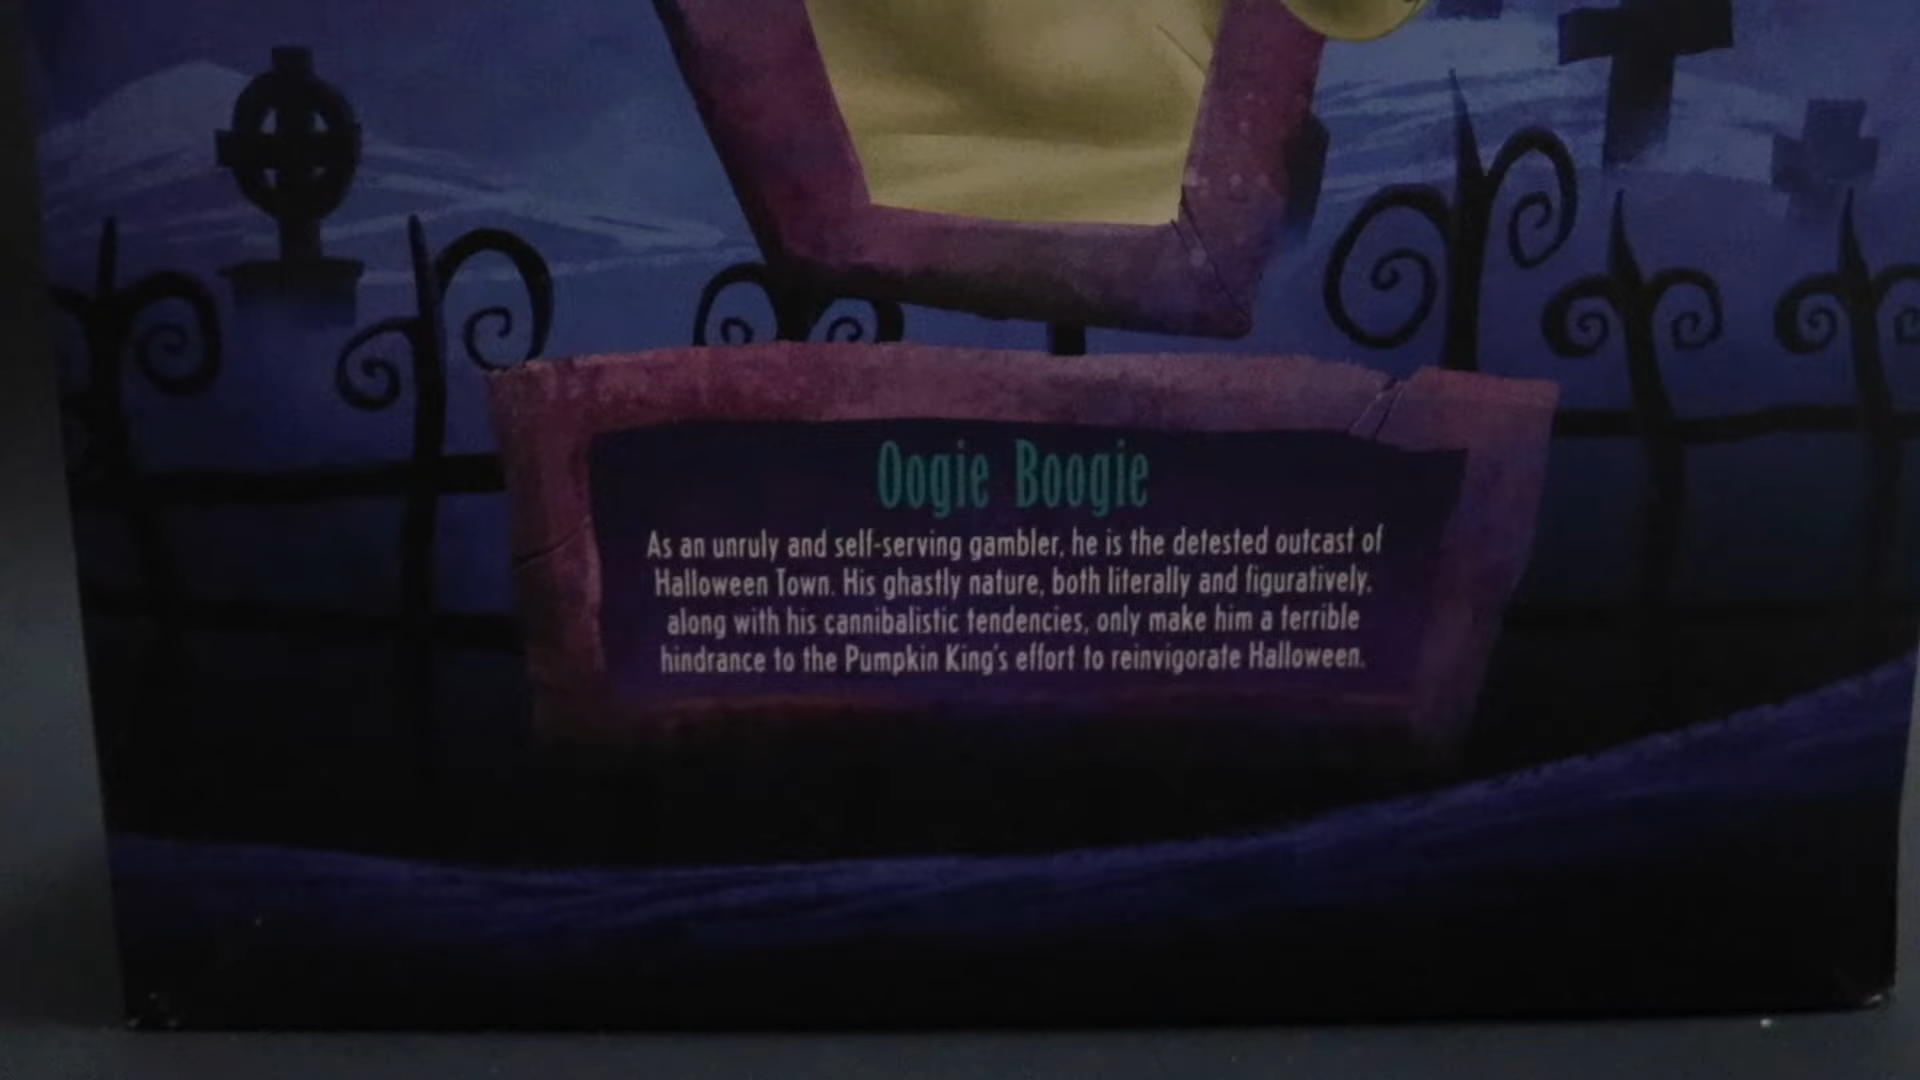 Oogie Boogie
As an unruly and self-serving gambler, he is the detested outcast of
Halloween Town. His ghastly nature, both literally and figuratively,
along with his cannibalistic tendencies, only make him a terrible
hindrance to the Pumpkin King's effort to reinvigorate Halloween.